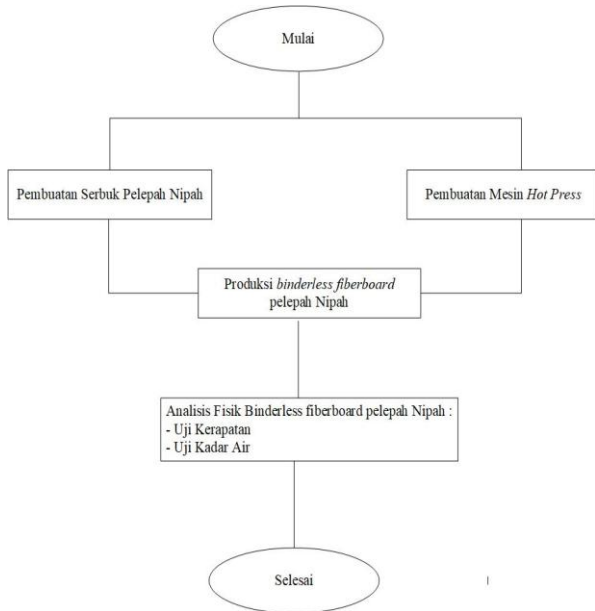 Mulai
Pembuatan Serbuk Pelepah Nipah
Pembuatan Mesin Hot Press
Produksi binderless fiberboard
pelepah Nipah
Analisis Fisik Binderless fiberboard pelepah Nipah :
- Uji Kerapatan
- Uji Kadar Air
Selesai